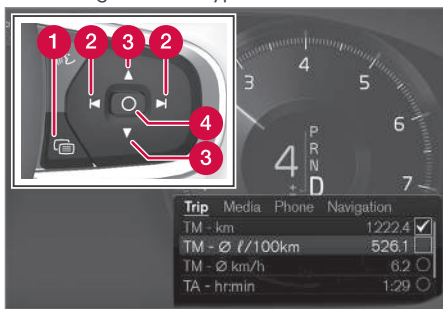 1
2
3
2
4
3
3
4
5
6
7
4
P
R
N
D
+
-
Trip Media Phone Navigation
TM - km 1222.4
TM - Ø ℓ/100km 526.1
TM - Ø km/h 6.2
TA - hr:min 1:29